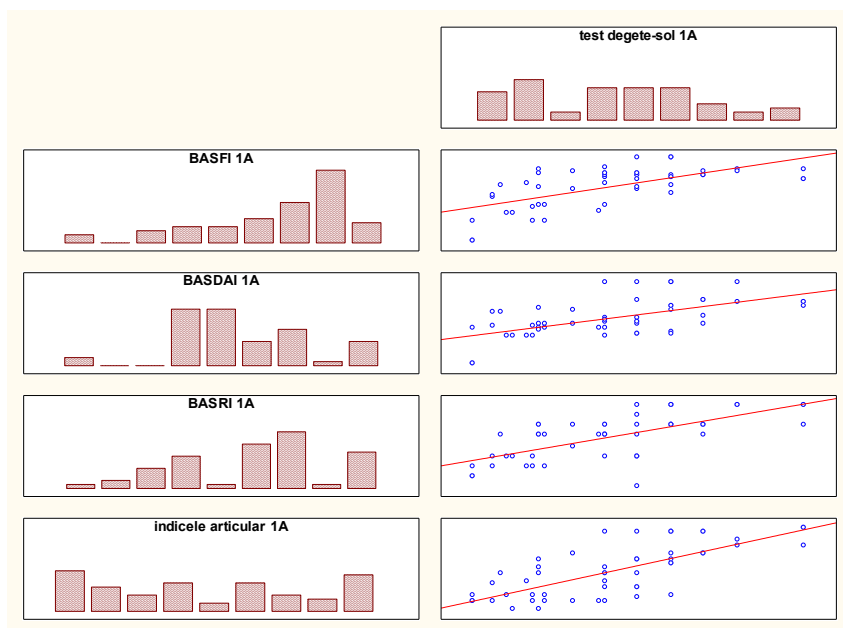 test degete-sol 1A
BASFI 1A
BASDAI 1A
BASRI 1A
indicele articular 1A